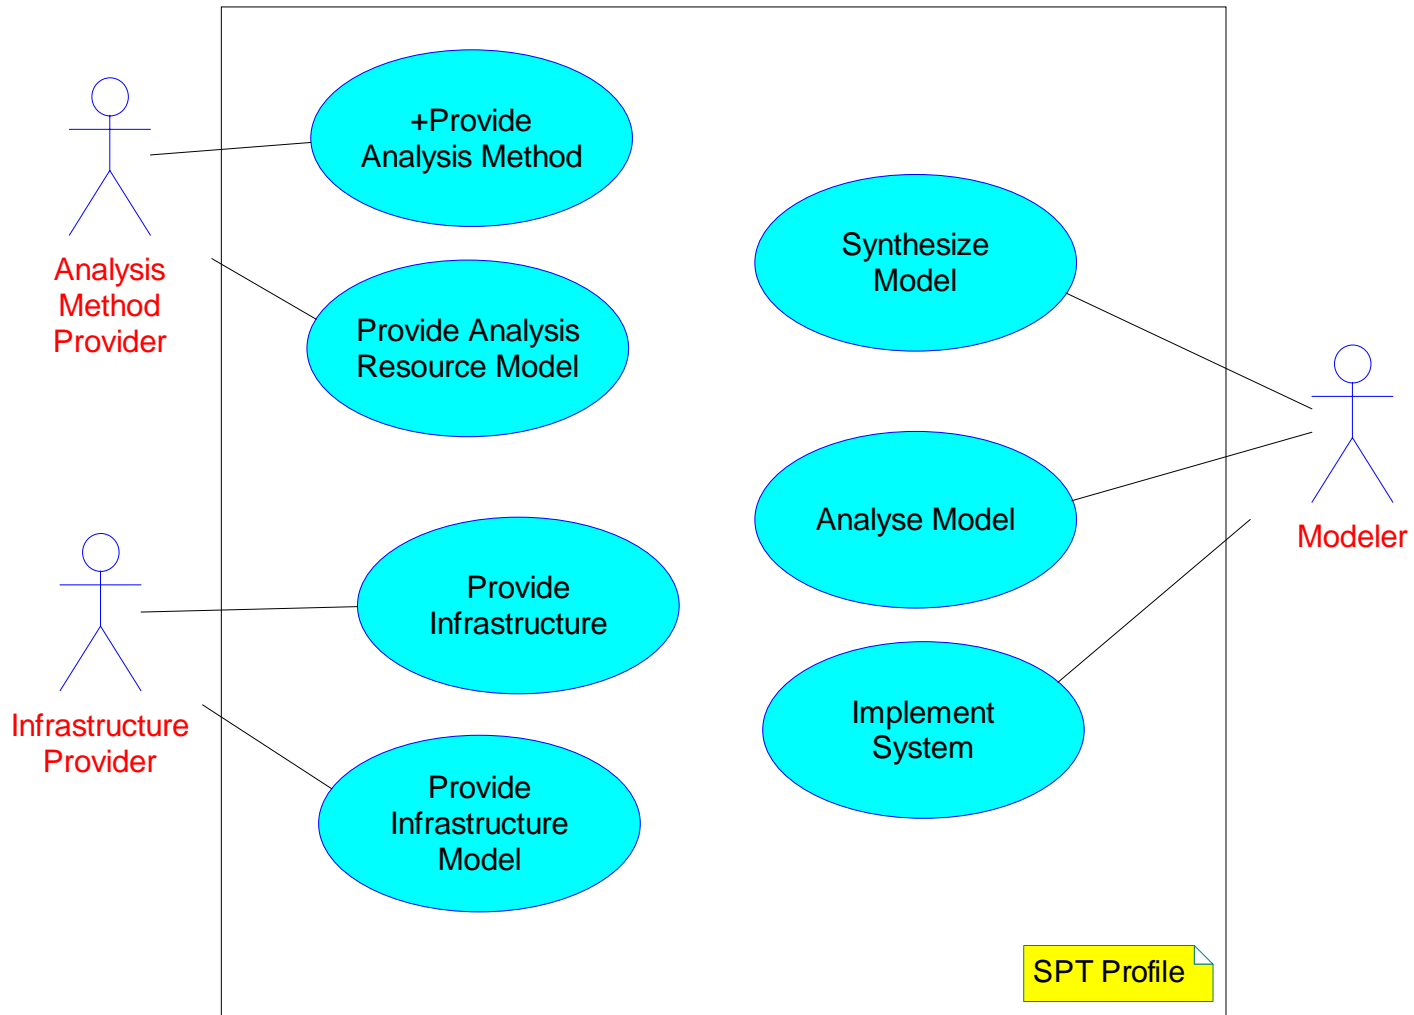 +Provide
Analysis Method
Analysis
Method
Provider
Provide Analysis
Resource Model
Synthesize
Model
Analyse Model
Modeler
Provide
Infrastructure
Infrastructure
Provider
Implement
System
Provide
Infrastructure
Model
SPT Profile